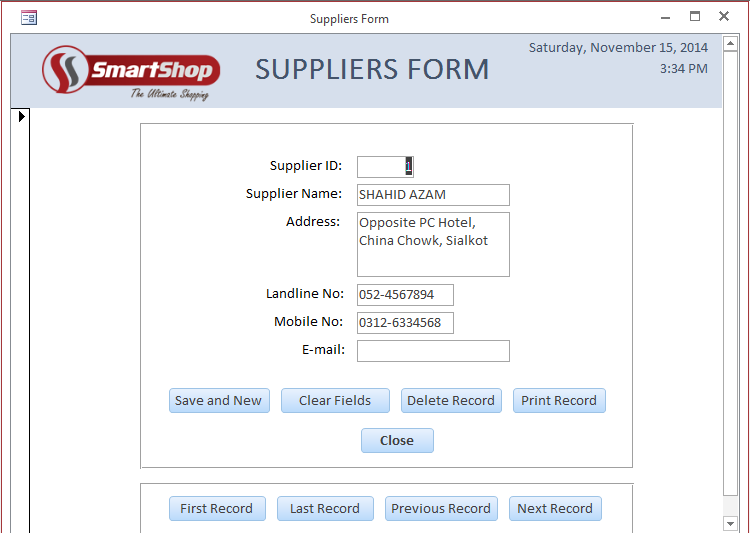 Suppliers Form
SmartShop
The Ultimate Shopping
SUPPLIERS FORM
Saturday, November 15, 2014
3:34 PM
Supplier ID: 1
Supplier Name: SHAHID AZAM
Address: Opposite PC Hotel,
China Chowk, Sialkot
Landline No: 052-4567894
Mobile No: 0312-6334568
E-mail:
Save and New Clear Fields Delete Record Print Record
Close
First Record Last Record Previous Record Next Record